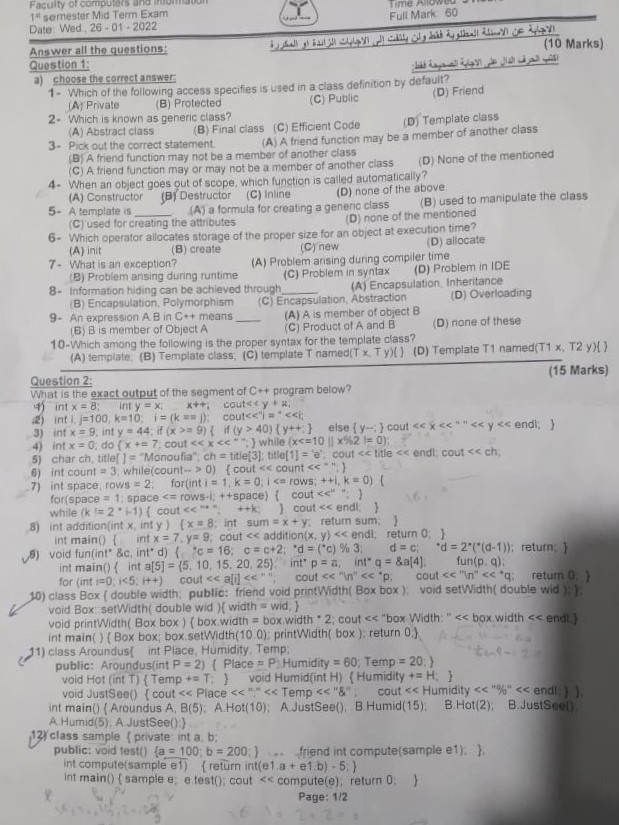 Faculty of computers and information
1st semester Mid Term Exam
Date: Wed., 26 - 01 - 2022
Time Allowed:
Full Mark: 60
Answer all the questions:
الاجابة عن الاسئلة المطلوبة فقط ولن يلتفت إلى الاجابات الزائدة او المكررة
Question 1:
(10 Marks)
اكتب الحرف الدال على الاجابة الصحيحة فقط:
a) choose the correct answer:
1- Which of the following access specifies is used in a class definition by default?
(A) Private (B) Protected (C) Public (D) Friend
2- Which is known as generic class?
(A) Abstract class (B) Final class (C) Efficient Code (D) Template class
3- Pick out the correct statement. (A) A friend function may be a member of another class
(B) A friend function may not be a member of another class
(C) A friend function may or may not be a member of another class (D) None of the mentioned
4- When an object goes out of scope, which function is called automatically?
(A) Constructor (B) Destructor (C) Inline (D) none of the above
5- A template is ______ (A) a formula for creating a generic class (B) used to manipulate the class
(C) used for creating the attributes (D) none of the mentioned
6- Which operator allocates storage of the proper size for an object at execution time?
(A) init (B) create (C) new (D) allocate
7- What is an exception? (A) Problem arising during compiler time
(B) Problem arising during runtime (C) Problem in syntax (D) Problem in IDE
8- Information hiding can be achieved through______ (A) Encapsulation, Inheritance
(B) Encapsulation, Polymorphism (C) Encapsulation, Abstraction (D) Overloading
9- An expression A.B in C++ means ____ (A) A is member of object B
(B) B is member of Object A (C) Product of A and B (D) none of these
10-Which among the following is the proper syntax for the template class?
(A) template; (B) Template class; (C) template T named(T x, T y){ } (D) Template T1 named(T1 x, T2 y){ }
Question 2:
(15 Marks)
What is the exact output of the segment of C++ program below?
1) int x = 8; int y = x; x++; cout<< y + x;
2) int i, j=100, k=10; i = (k == j); cout<<"i = " <<i;
3) int x = 9, int y = 44; if (x >= 9) { if (y > 40) { y++; } else { y--; } cout << x << " " << y << endl; }
4) int x = 0; do { x += 7; cout << x << " "; } while (x<=10 || x%2 != 0);
5) char ch, title[ ] = "Monoufia"; ch = title[3]; title[1] = 'e'; cout << title << endl; cout << ch;
6) int count = 3; while(count-- > 0) { cout << count << " "; }
7) int space, rows = 2; for(int i = 1, k = 0; i <= rows; ++i, k = 0) {
for(space = 1; space <= rows-i; ++space) { cout <<" "; }
while (k != 2 * i-1) { cout << "* "; ++k; } cout << endl; }
8) int addition(int x, int y ) { x = 8; int sum = x + y; return sum; }
int main() { int x = 7, y= 9; cout << addition(x, y) << endl; return 0; }
9) void fun(int* &c, int* d) { *c = 16; c = c+2; *d = (*c) % 3; d = c; *d = 2*(*(d-1)); return; }
int main() { int a[5] = {5, 10, 15, 20, 25}; int* p = a; int* q = &a[4]; fun(p, q);
for (int i=0; i<5; i++) cout << a[i] << " "; cout << "\n" << *p; cout << "\n" << *q; return 0; }
10) class Box { double width; public: friend void printWidth( Box box ); void setWidth( double wid ); };
void Box::setWidth( double wid ){ width = wid; }
void printWidth( Box box ) { box.width = box.width * 2; cout << "box Width: " << box.width << endl;}
int main( ) { Box box; box.setWidth(10.0); printWidth( box ); return 0;}
11) class Aroundus{ int Place, Humidity, Temp;
public: Aroundus(int P = 2) { Place = P; Humidity = 60; Temp = 20; }
void Hot (int T) { Temp += T; } void Humid(int H) { Humidity += H; }
void JustSee() { cout << Place << ":" << Temp << "&" ; cout << Humidity << "%" << endl; } };
int main() { Aroundus A, B(5); A.Hot(10); A.JustSee(); B.Humid(15); B.Hot(2); B.JustSee();
A.Humid(5); A.JustSee();}
12) class sample { private: int a, b;
public: void test() {a = 100; b = 200; } friend int compute(sample e1); };
int compute(sample e1) { return int(e1.a + e1.b) - 5; }
int main() { sample e; e.test(); cout << compute(e); return 0; }
Page: 1/2